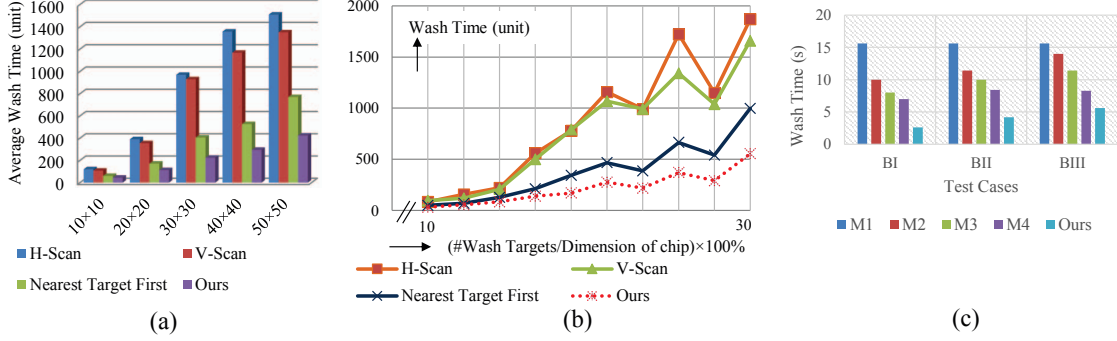 Average Wash Time (unit)
1600
1400
1200
1000
800
600
400
200
0
10×10
20×20
30×30
40×40
50×50
H-Scan
V-Scan
Nearest Target First
Ours
(a)
Wash Time (unit)
2000
1500
1000
500
0
10
30
(#Wash Targets/Dimension of chip)×100%
H-Scan
V-Scan
Nearest Target First
Ours
(b)
Wash Time (s)
20
15
10
5
0
BI
BII
BIII
Test Cases
M1
M2
M3
M4
Ours
(c)